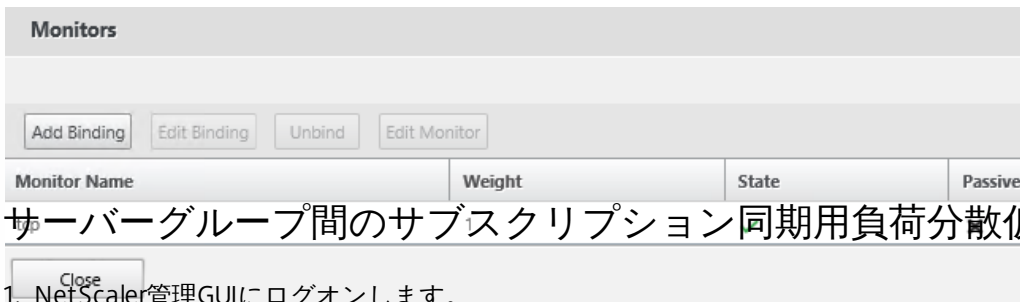 Monitors
Add Binding Edit Binding Unbind Edit Monitor
Monitor Name Weight State Passive
tcp 1
サーバーグループ間のサブスクリプション同期用負荷分散仮
Close
1. NetScaler管理GUIにログオンします。